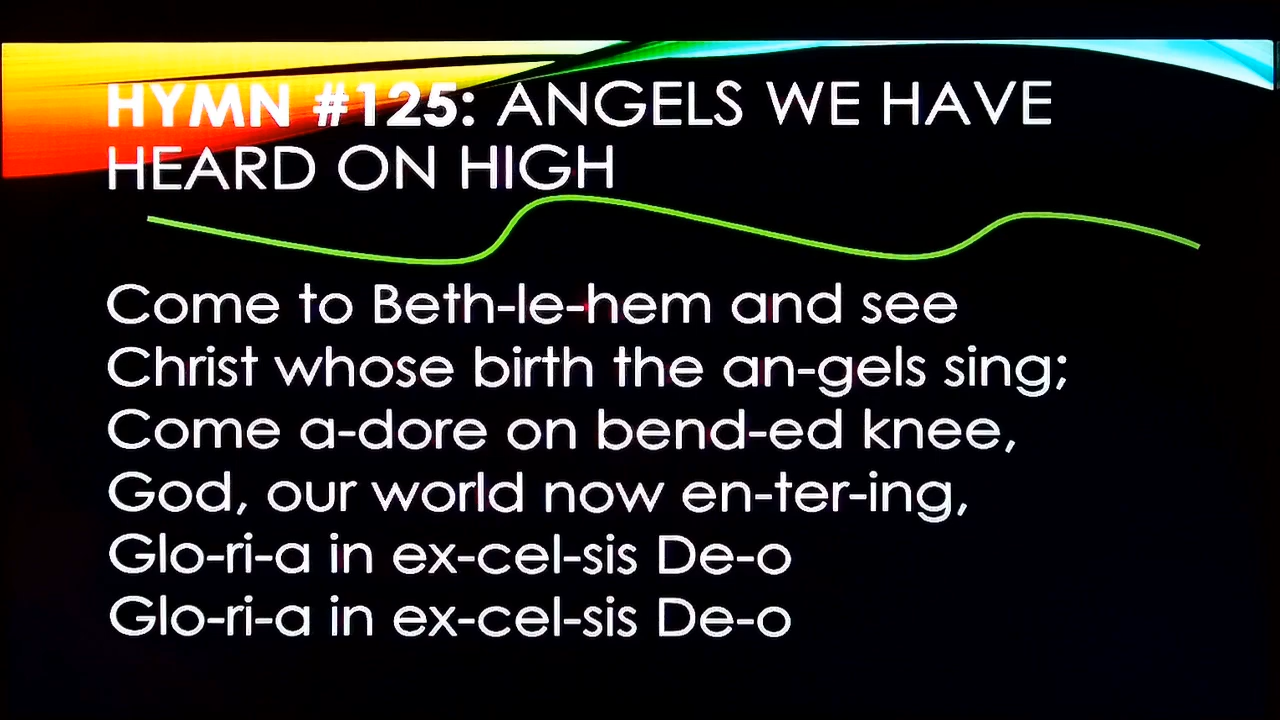 HYMN #125: ANGELS WE HAVE
HEARD ON HIGH
Come to Beth-le-hem and see
Christ whose birth the an-gels sing;
Come a-dore on bend-ed knee,
God, our world now en-ter-ing,
Glo-ri-a in ex-cel-sis De-o
Glo-ri-a in ex-cel-sis De-o